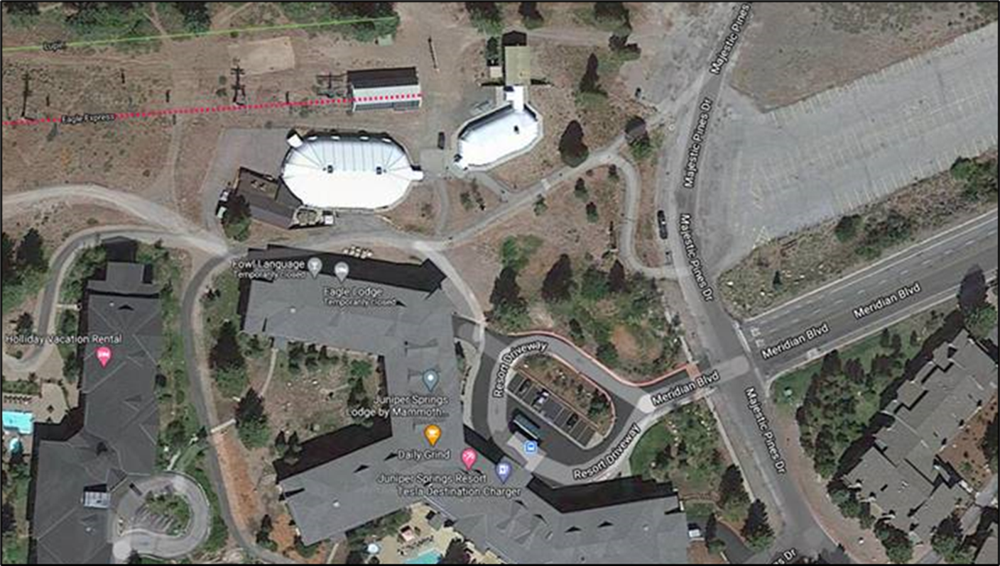 Majestic Pines
Lupin
Eagle Express
Majestic Pines Dr
Majestic Pines Dr
Fowl Language
Temporarily closed
Eagle Lodge
Temporarily closed
Meridian Blvd
Meridian Blvd
Holliday Vacation Rental
Resort Driveway
Meridian Blvd
Juniper Springs
Lodge by Mammoth...
Majestic Pines Dr
Daily Grind
Resort Driveway
Juniper Springs Resort
Tesla Destination Charger
es Dr